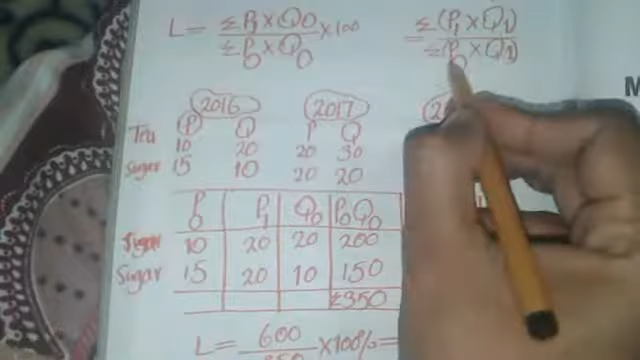 L = ΣP₁×Q0 / ΣP₀×Q₀ ×100
= Σ(P₁×Q₁) / Σ(P₀×Q1)
2016 2017
P Q P Q
Tea 10 20 20 30
Sugar 15 10 20 20
P₀ P₁ Q₀ P₀Q₀
Sugar 10 20 20 200
Sugar 15 20 10 150
Σ350
L = 600 / 350 ×100% =